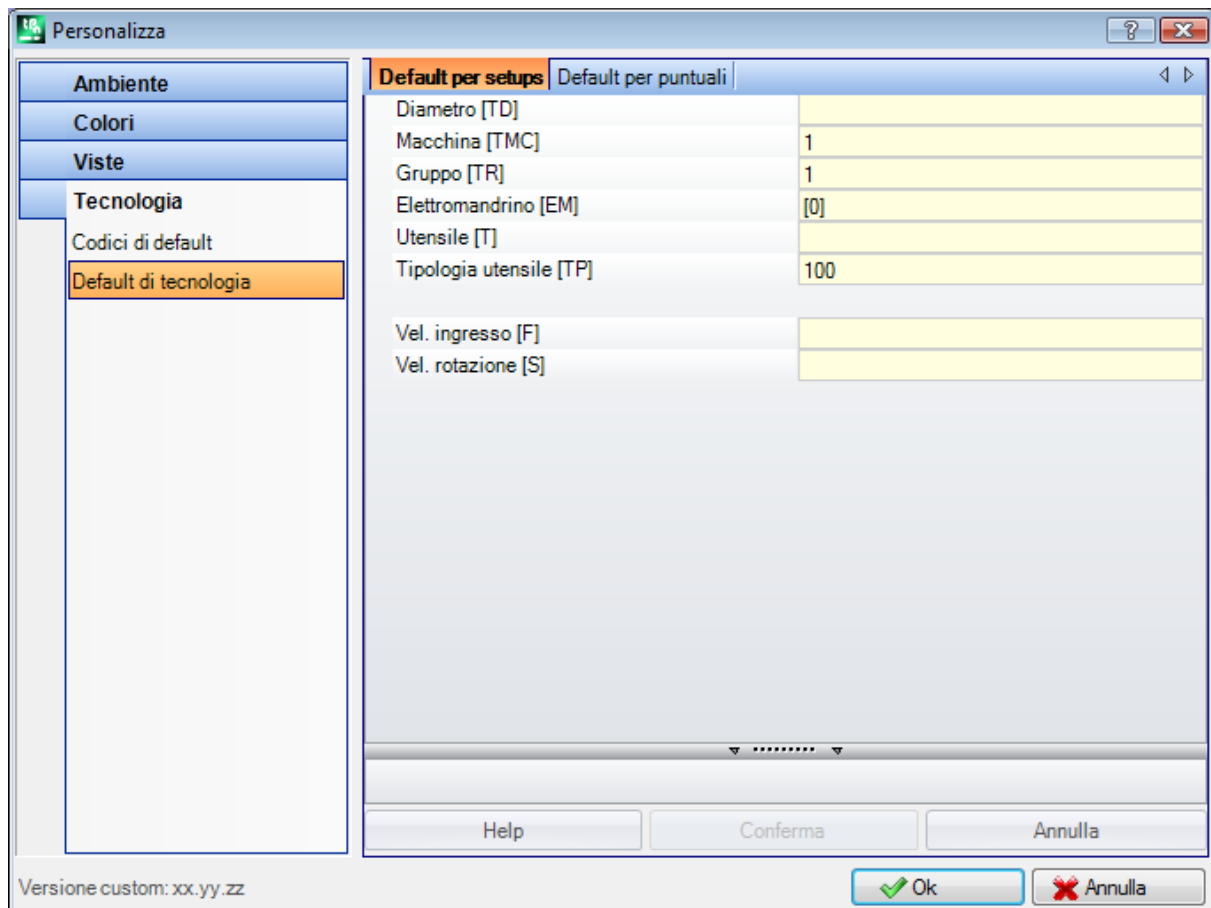 Personalizza
Ambiente
Colori
Viste
Tecnologia
Codici di default
Default di tecnologia
Default per setups Default per puntuali
Diametro [TD]
Macchina [TMC] 1
Gruppo [TR] 1
Elettromandrino [EM] [0]
Utensile [T]
Tipologia utensile [TP] 100
Vel. ingresso [F]
Vel. rotazione [S]
Help Conferma Annulla
Versione custom: xx.yy.zz Ok Annulla